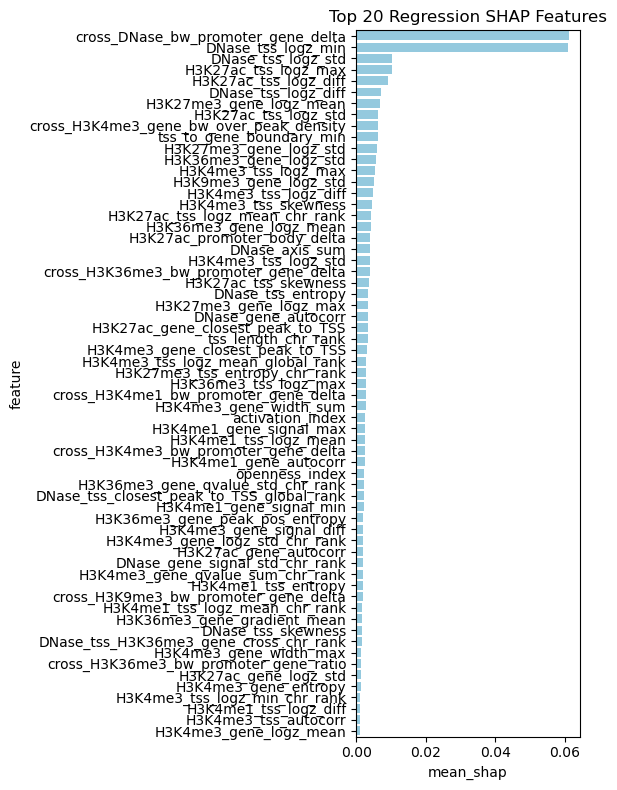 Top 20 Regression SHAP Features
cross_DNase_bw_promoter_gene_delta
DNase_tss_logz_min
DNase_tss_logz_std
H3K27ac_tss_logz_max
H3K27ac_tss_logz_diff
DNase_tss_logz_diff
H3K27me3_gene_logz_mean
H3K27ac_tss_logz_std
cross_H3K4me3_gene_bw_over_peak_density
tss_to_gene_boundary_min
H3K27me3_gene_logz_std
H3K36me3_gene_logz_std
H3K4me3_tss_logz_max
H3K9me3_gene_logz_std
H3K4me3_tss_logz_diff
H3K4me3_tss_skewness
H3K27ac_tss_logz_mean_chr_rank
H3K36me3_gene_logz_mean
H3K27ac_promoter_body_delta
DNase_axis_sum
H3K4me3_tss_logz_std
cross_H3K36me3_bw_promoter_gene_delta
H3K27ac_tss_skewness
DNase_tss_entropy
H3K27me3_gene_logz_max
DNase_gene_autocorr
H3K27ac_gene_closest_peak_to_TSS
tss_length_chr_rank
H3K4me3_gene_closest_peak_to_TSS
H3K4me3_tss_logz_mean_global_rank
H3K27me3_tss_entropy_chr_rank
H3K36me3_tss_logz_max
cross_H3K4me1_bw_promoter_gene_delta
H3K4me3_gene_width_sum
activation_index
H3K4me1_gene_signal_max
H3K4me1_tss_logz_mean
cross_H3K4me3_bw_promoter_gene_delta
H3K4me1_gene_autocorr
openness_index
H3K36me3_gene_qvalue_std_chr_rank
DNase_tss_closest_peak_to_TSS_global_rank
H3K4me1_gene_signal_min
H3K36me3_gene_peak_pos_entropy
H3K4me3_gene_signal_diff
H3K4me3_gene_logz_std_chr_rank
H3K27ac_gene_autocorr
DNase_gene_signal_std_chr_rank
H3K4me3_gene_qvalue_sum_chr_rank
H3K4me1_tss_entropy
cross_H3K9me3_bw_promoter_gene_delta
H3K4me1_tss_logz_mean_chr_rank
H3K36me3_gene_gradient_mean
DNase_tss_skewness
DNase_tss_H3K36me3_gene_cross_chr_rank
H3K4me3_gene_width_max
cross_H3K36me3_bw_promoter_gene_ratio
H3K27ac_gene_logz_std
H3K4me3_gene_entropy
H3K4me3_tss_logz_min_chr_rank
H3K4me1_tss_logz_diff
H3K4me3_tss_autocorr
H3K4me3_gene_logz_mean
feature
0.00 0.02 0.04 0.06
mean_shap